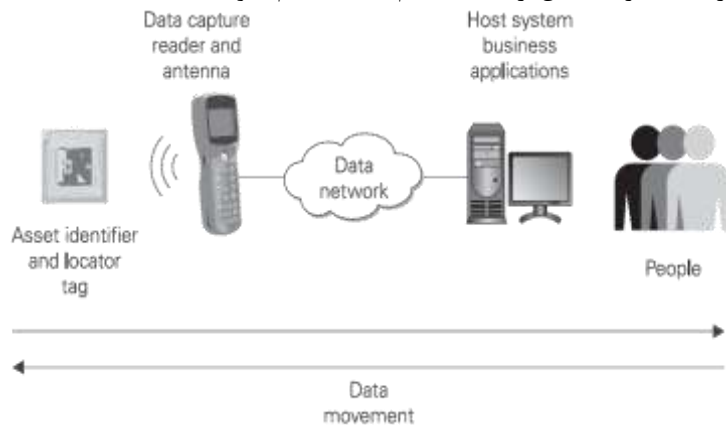 Data capture
reader and
antenna
Host system
business
applications
Data
network
Asset identifier
and locator
tag
People
Data
movement